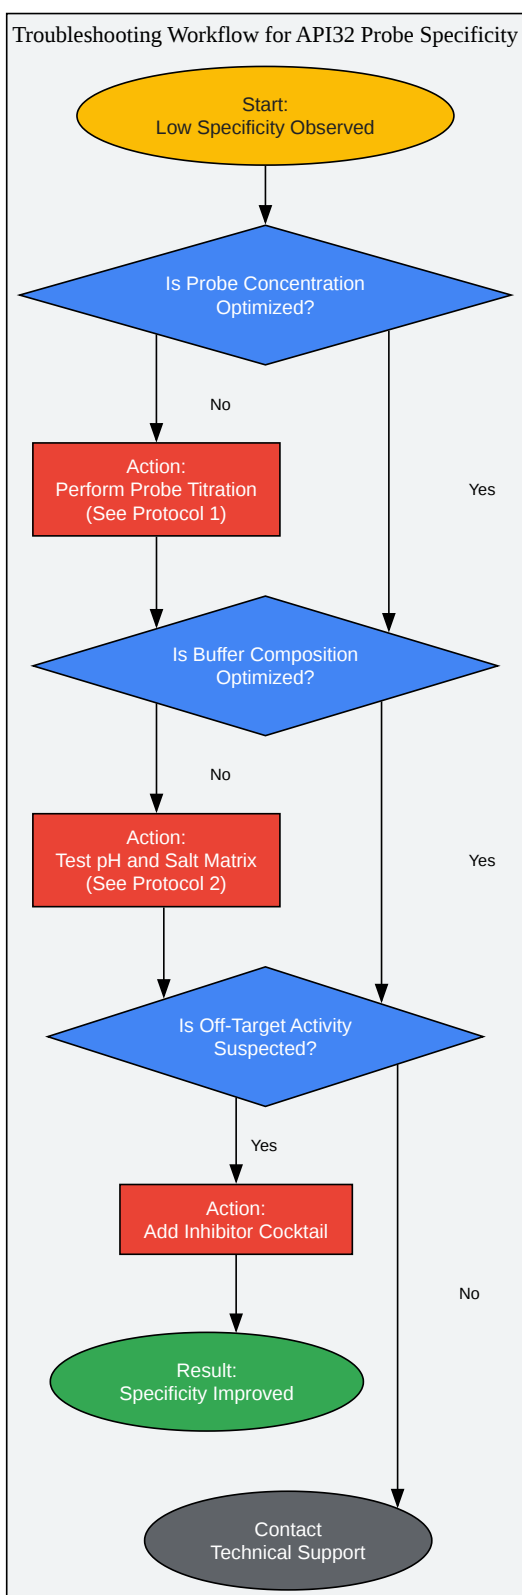 Troubleshooting Workflow for API32 Probe Specificity
Start:
Low Specificity Observed
Is Probe Concentration
Optimized?
No
Action:
Perform Probe Titration
(See Protocol 1)
Yes
Is Buffer Composition
Optimized?
No
Action:
Test pH and Salt Matrix
(See Protocol 2)
Yes
Is Off-Target Activity
Suspected?
Yes
Action:
Add Inhibitor Cocktail
No
Result:
Specificity Improved
Contact
Technical Support